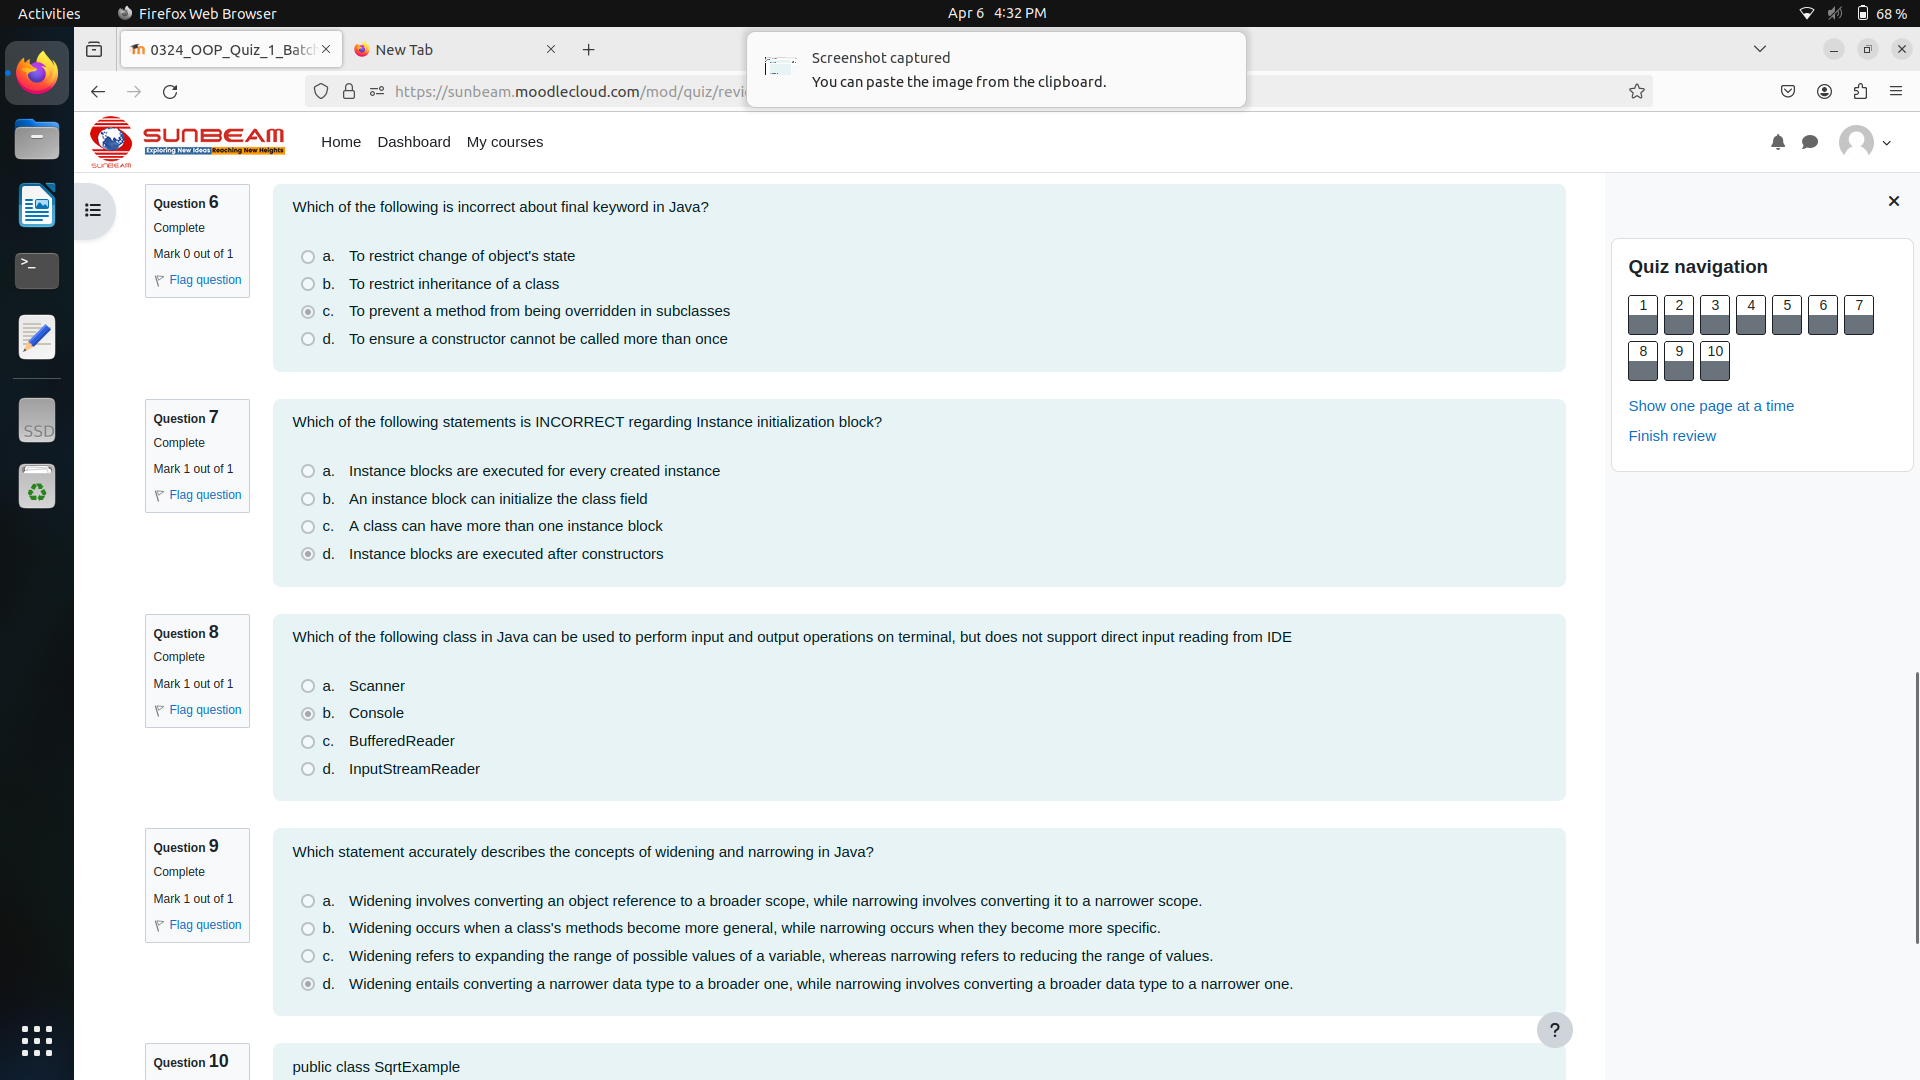 Activities
Firefox Web Browser
Apr 6 4:32 PM
68 %
0324_OOP_Quiz_1_Batc
New Tab
Screenshot captured
You can paste the image from the clipboard.
https://sunbeam.moodlecloud.com/mod/quiz/revi
SUNBEAM
Exploring New Ideas Reaching New Heights
SUNBEAM
Home
Dashboard
My courses
Question 6
Complete
Mark 0 out of 1
Flag question
Which of the following is incorrect about final keyword in Java?
a. To restrict change of object's state
b. To restrict inheritance of a class
c. To prevent a method from being overridden in subclasses
d. To ensure a constructor cannot be called more than once
Question 7
Complete
Mark 1 out of 1
Flag question
Which of the following statements is INCORRECT regarding Instance initialization block?
a. Instance blocks are executed for every created instance
b. An instance block can initialize the class field
c. A class can have more than one instance block
d. Instance blocks are executed after constructors
Question 8
Complete
Mark 1 out of 1
Flag question
Which of the following class in Java can be used to perform input and output operations on terminal, but does not support direct input reading from IDE
a. Scanner
b. Console
c. BufferedReader
d. InputStreamReader
Question 9
Complete
Mark 1 out of 1
Flag question
Which statement accurately describes the concepts of widening and narrowing in Java?
a. Widening involves converting an object reference to a broader scope, while narrowing involves converting it to a narrower scope.
b. Widening occurs when a class's methods become more general, while narrowing occurs when they become more specific.
c. Widening refers to expanding the range of possible values of a variable, whereas narrowing refers to reducing the range of values.
d. Widening entails converting a narrower data type to a broader one, while narrowing involves converting a broader data type to a narrower one.
Question 10
public class SqrtExample
Quiz navigation
1 2 3 4 5 6 7
8 9 10
Show one page at a time
Finish review
SSD
>_
?